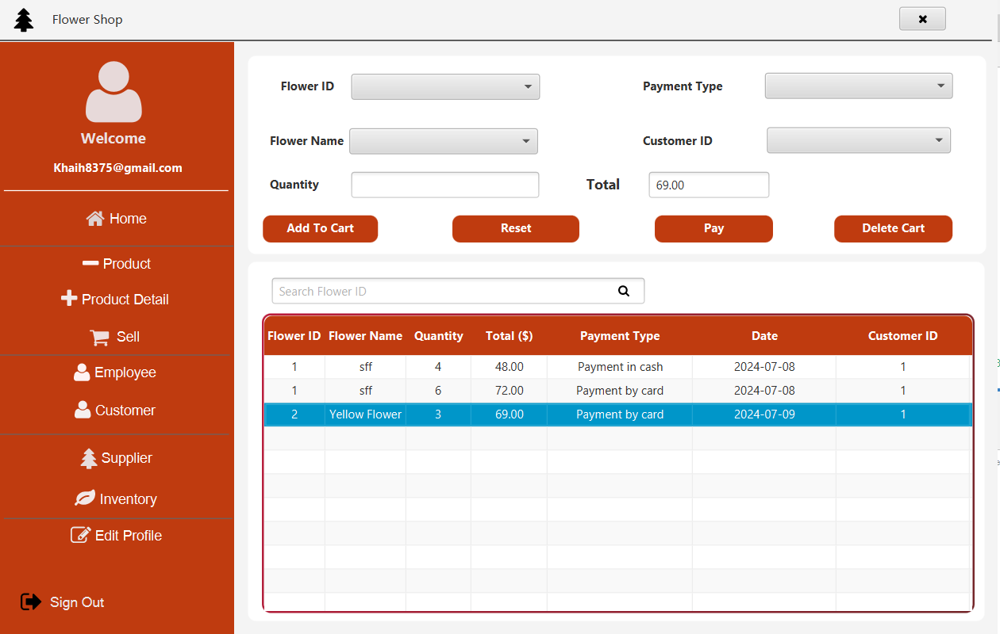 Flower Shop
Welcome
Khaih8375@gmail.com
Home
Product
Product Detail
Sell
Employee
Customer
Supplier
Inventory
Edit Profile
Sign Out
Flower ID
Payment Type
Flower Name
Customer ID
Quantity
Total
69.00
Add To Cart
Reset
Pay
Delete Cart
Search Flower ID
Flower ID Flower Name Quantity Total ($) Payment Type Date Customer ID
1 sff 4 48.00 Payment in cash 2024-07-08 1
1 sff 6 72.00 Payment by card 2024-07-08 1
2 Yellow Flower 3 69.00 Payment by card 2024-07-09 1